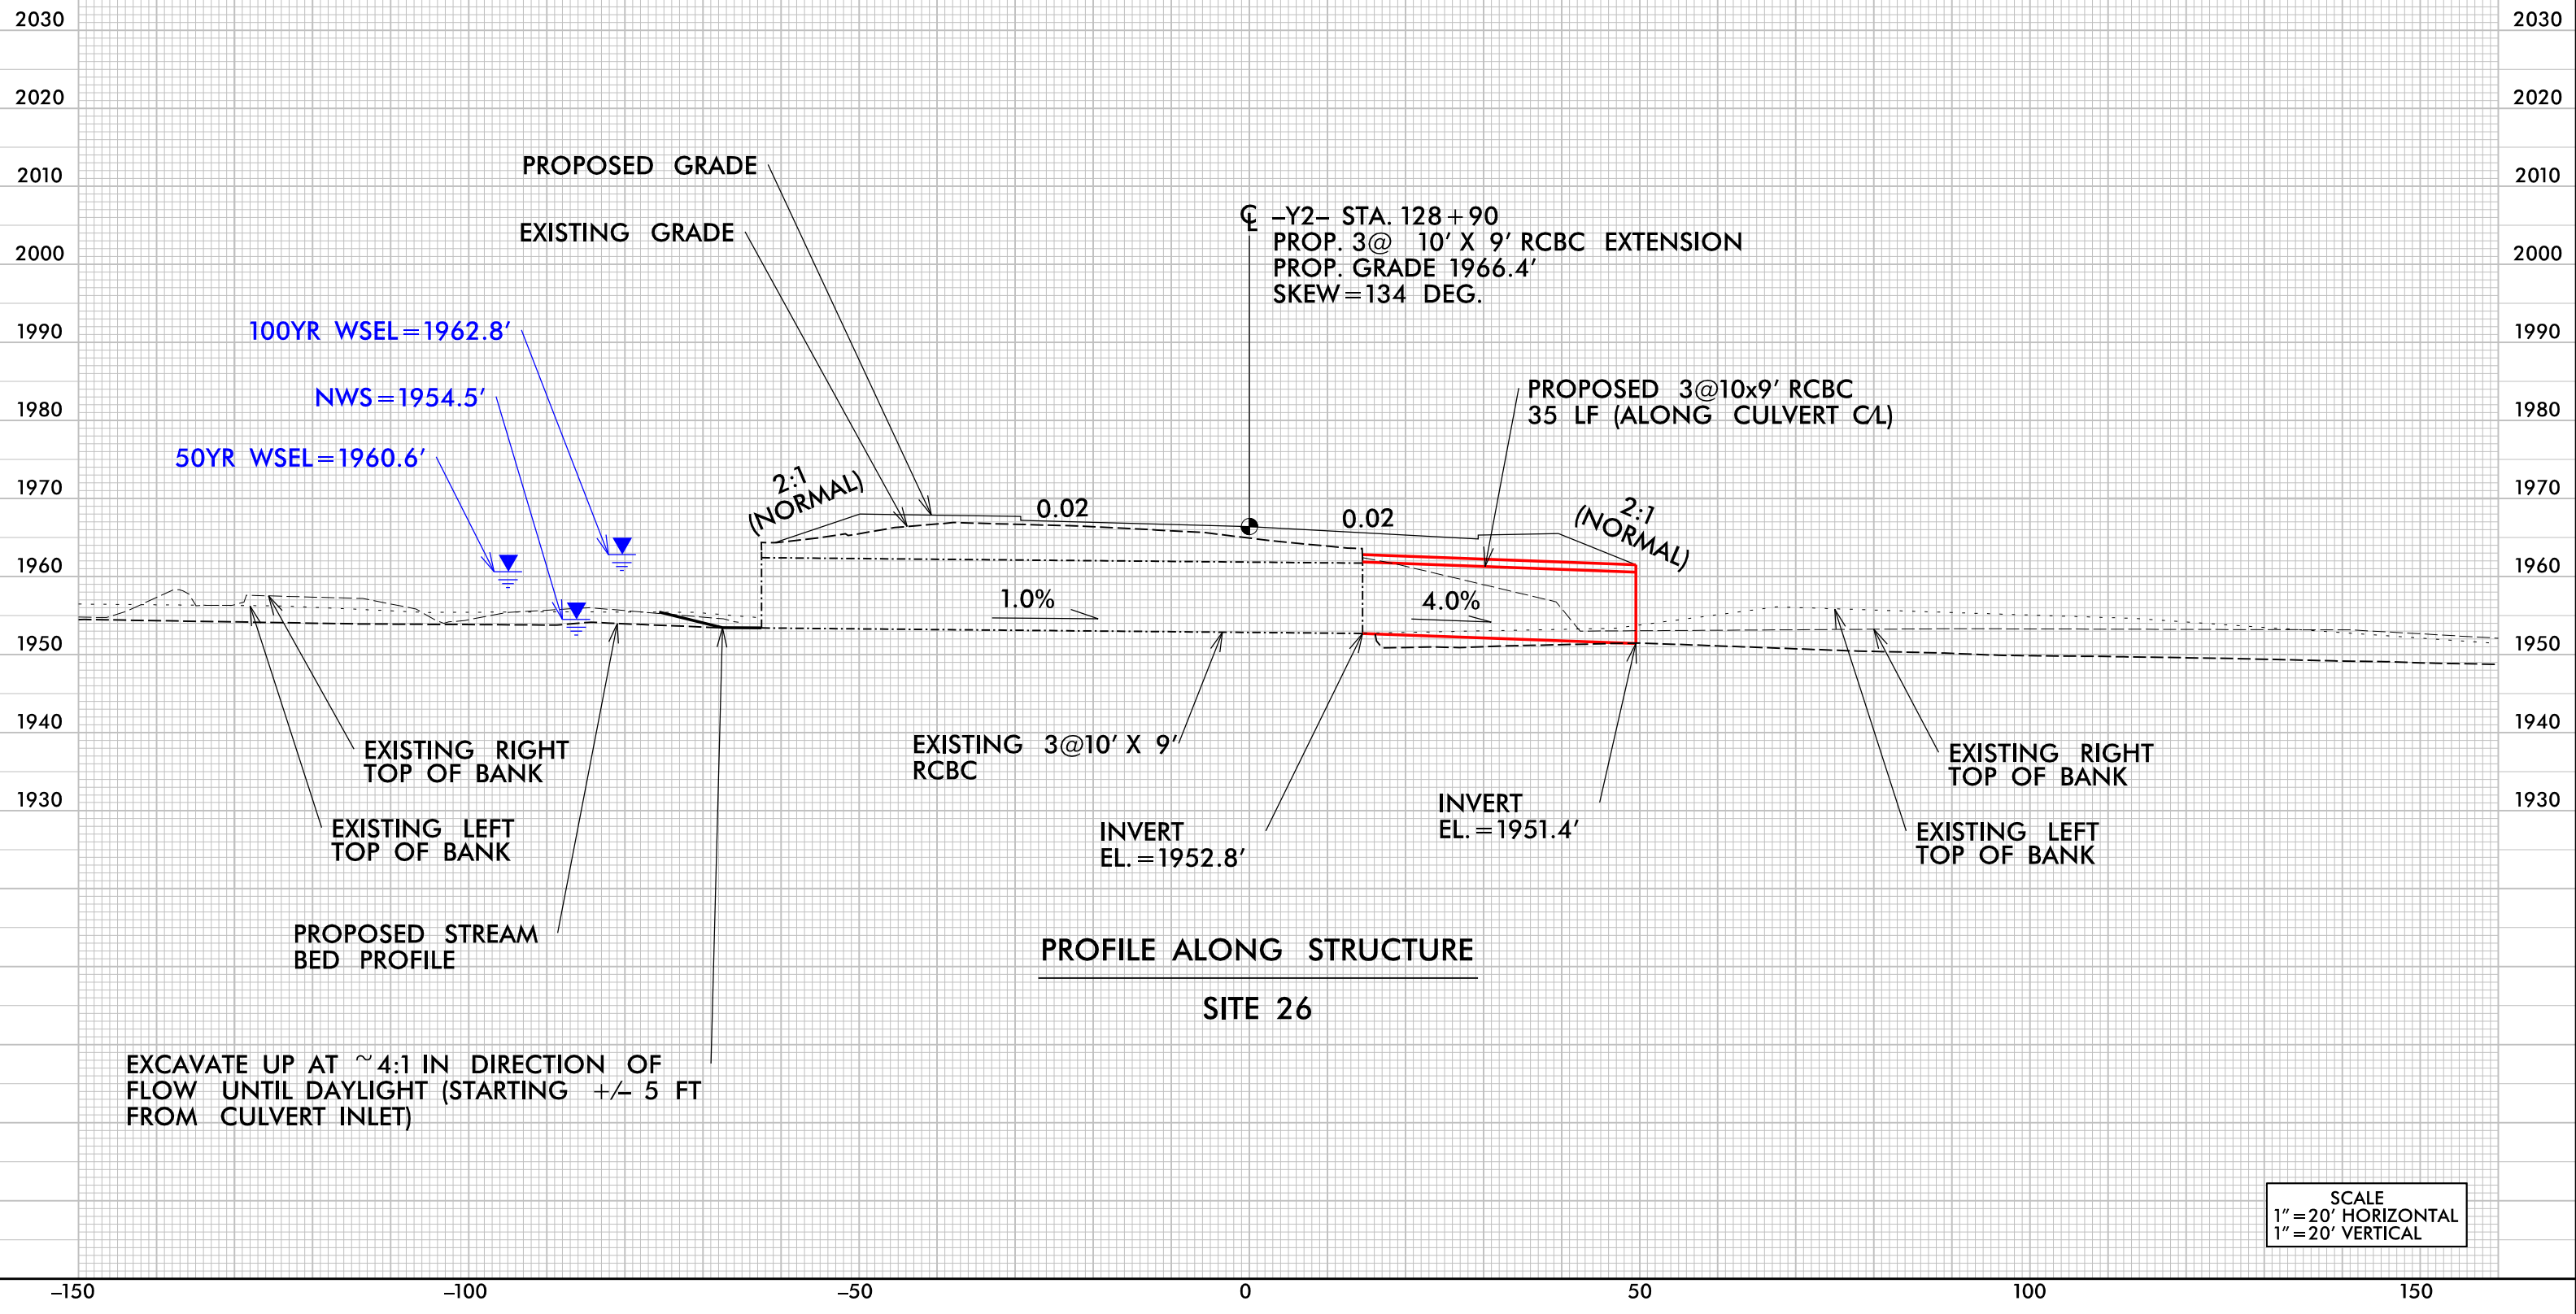 2030
2030
2020
2020
2010
2010
2000
2000
1990
1990
1980
1980
1970
1970
1960
1960
1950
1950
1940
1940
1930
1930
PROPOSED GRADE
EXISTING GRADE
℄ –Y2– STA. 128+90
PROP. 3@ 10' X 9' RCBC EXTENSION
PROP. GRADE 1966.4'
SKEW=134 DEG.
100YR WSEL=1962.8'
NWS=1954.5'
50YR WSEL=1960.6'
PROPOSED 3@10x9' RCBC
35 LF (ALONG CULVERT C/L)
2:1
(NORMAL)
0.02
0.02
2:1
(NORMAL)
1.0%
4.0%
EXISTING RIGHT
TOP OF BANK
EXISTING LEFT
TOP OF BANK
EXISTING 3@10' X 9'
RCBC
INVERT
EL.=1952.8'
INVERT
EL.=1951.4'
EXISTING RIGHT
TOP OF BANK
EXISTING LEFT
TOP OF BANK
PROPOSED STREAM
BED PROFILE
PROFILE ALONG STRUCTURE
SITE 26
EXCAVATE UP AT ~4:1 IN DIRECTION OF
FLOW UNTIL DAYLIGHT (STARTING +/– 5 FT
FROM CULVERT INLET)
SCALE
1"=20' HORIZONTAL
1"=20' VERTICAL
–150
–100
–50
0
50
100
150